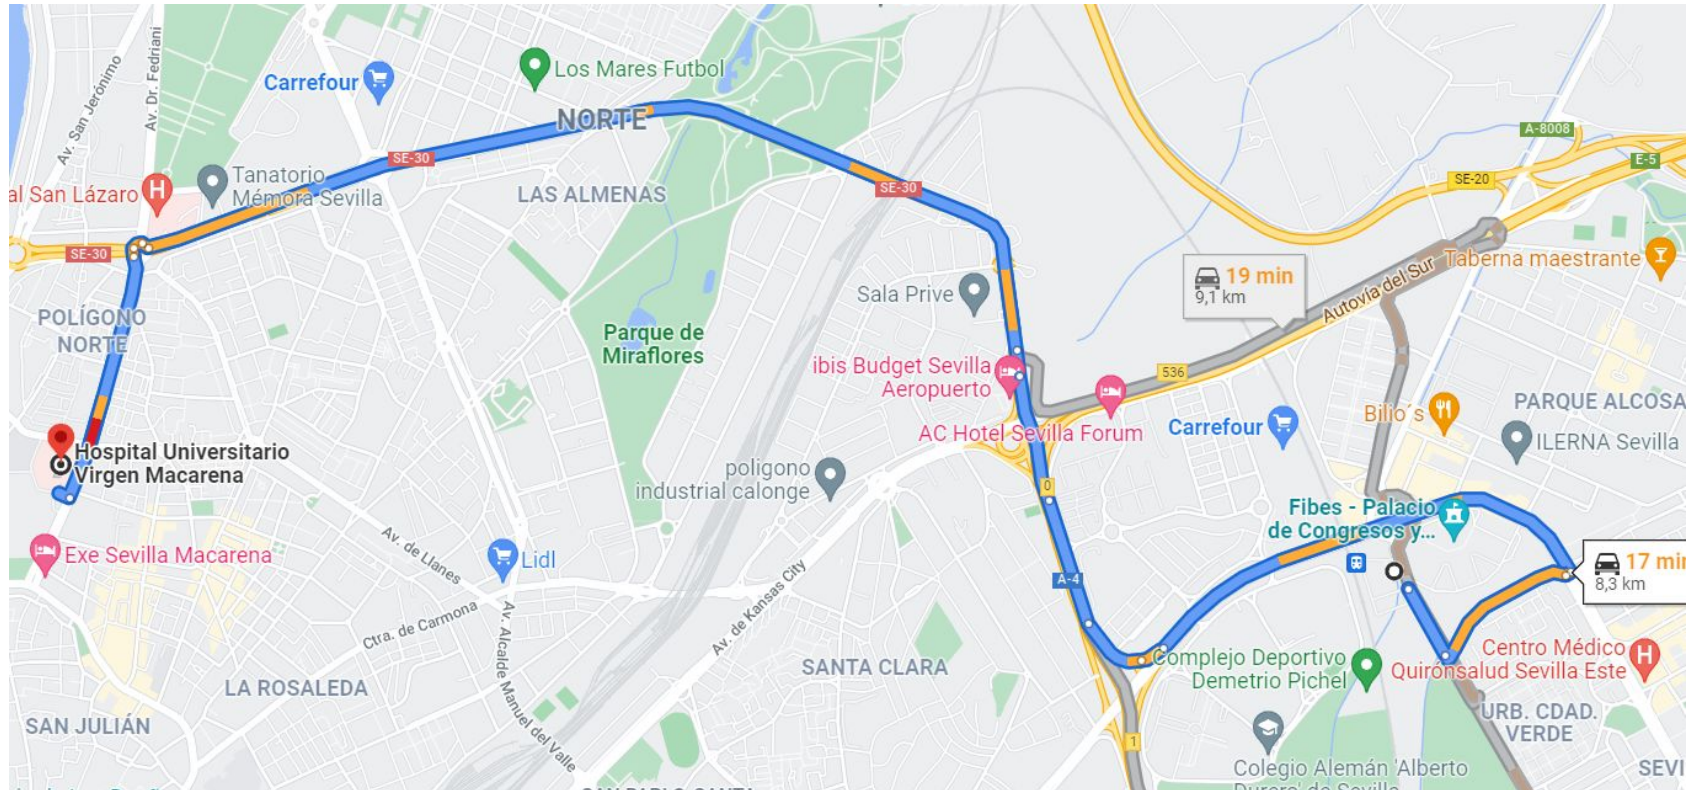 Av. San Jerónimo
Av. Dr. Fedriani
Carrefour
Los Mares Futbol
NORTE
SE-30
al San Lázaro
H
Tanatorio
Mémora Sevilla
LAS ALMENAS
SE-30
A-8008
E-5
SE-20
SE-30
Taberna maestrante
19 min
9,1 km
Autovía del Sur
Sala Prive
POLÍGONO
NORTE
Parque de
Miraflores
ibis Budget Sevilla
Aeropuerto
536
AC Hotel Sevilla Forum
Carrefour
Bilio´s
PARQUE ALCOSA
ILERNA Sevilla
Hospital Universitario
Virgen Macarena
poligono
industrial calonge
0
Fibes - Palacio
de Congresos y...
Exe Sevilla Macarena
Av. de Llanes
Lidl
Av. de Kansas City
A-4
17 min
8,3 km
Ctra. de Carmona
Av. Alcalde Manuel del Valle
SANTA CLARA
Complejo Deportivo
Demetrio Pichel
Centro Médico
Quirónsalud Sevilla Este
H
LA ROSALEDA
SAN JULIÁN
1
URB. CDAD.
VERDE
Colegio Alemán 'Alberto
SEVI